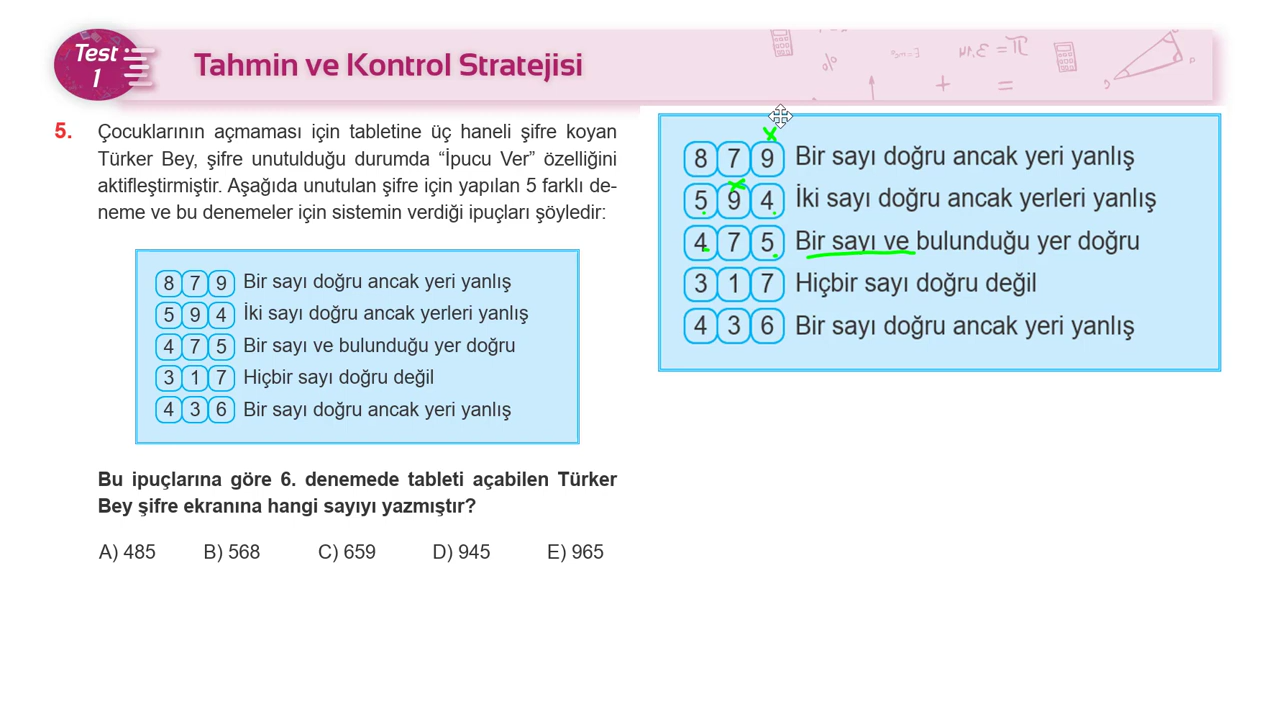 Test
1
Tahmin ve Kontrol Stratejisi
5. Çocuklarının açmaması için tabletine üç haneli şifre koyan
Türker Bey, şifre unutulduğu durumda “İpucu Ver” özelliğini
aktifleştirmiştir. Aşağıda unutulan şifre için yapılan 5 farklı de-
neme ve bu denemeler için sistemin verdiği ipuçları şöyledir:
8 7 9 Bir sayı doğru ancak yeri yanlış
5 9 4 İki sayı doğru ancak yerleri yanlış
4 7 5 Bir sayı ve bulunduğu yer doğru
3 1 7 Hiçbir sayı doğru değil
4 3 6 Bir sayı doğru ancak yeri yanlış
Bu ipuçlarına göre 6. denemede tableti açabilen Türker
Bey şifre ekranına hangi sayıyı yazmıştır?
A) 485 B) 568 C) 659 D) 945 E) 965
8 7 9 Bir sayı doğru ancak yeri yanlış
5 9 4 İki sayı doğru ancak yerleri yanlış
4 7 5 Bir sayı ve bulunduğu yer doğru
3 1 7 Hiçbir sayı doğru değil
4 3 6 Bir sayı doğru ancak yeri yanlış